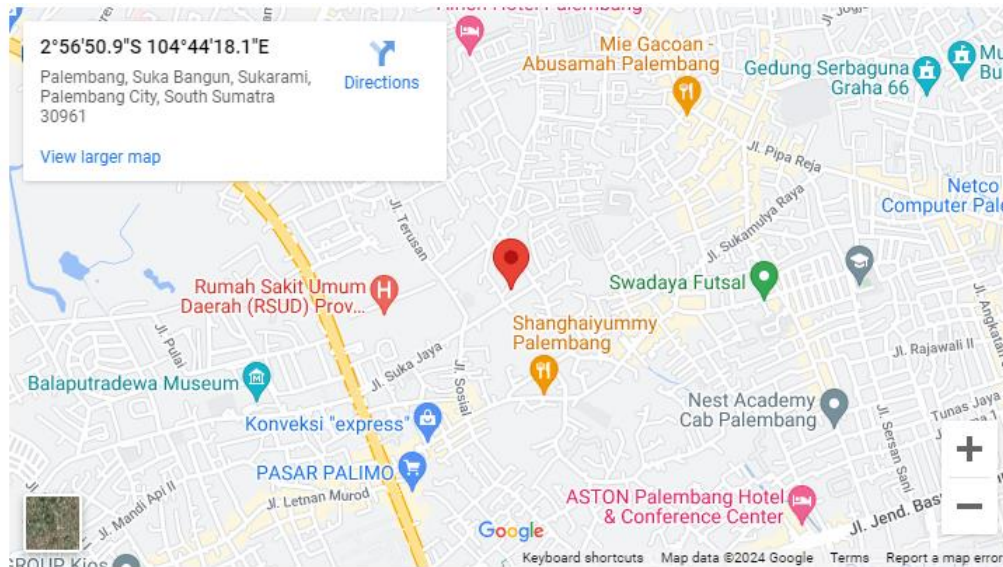 2°56'50.9"S 104°44'18.1"E
Palembang, Suka Bangun, Sukarami,
Palembang City, South Sumatra
30961
View larger map
Directions
Mie Gacoan -
Abusamah Palembang
Gedung Serbaguna
Graha 66
Jl. Pipa Reja
Netco
Jl. Terusan
Jl. Sukamulya Raya
Rumah Sakit Umum
Daerah (RSUD) Prov...
Swadaya Futsal
Shanghaiyummy
Palembang
Jl. Pulai
Jl. Suka Jaya
Jl. Rajawali II
Balaputradewa Museum
Jl. Sosial
Nest Academy
Cab Palembang
Tunas Jaya
Konveksi "express"
Jl. Sersan Sani
PASAR PALIMO
Jl. Letnan Murod
Jl. Mandi Api II
ASTON Palembang Hotel
& Conference Center
Jl. Jend. Bas
Google
Keyboard shortcuts Map data ©2024 Google Terms Report a map error